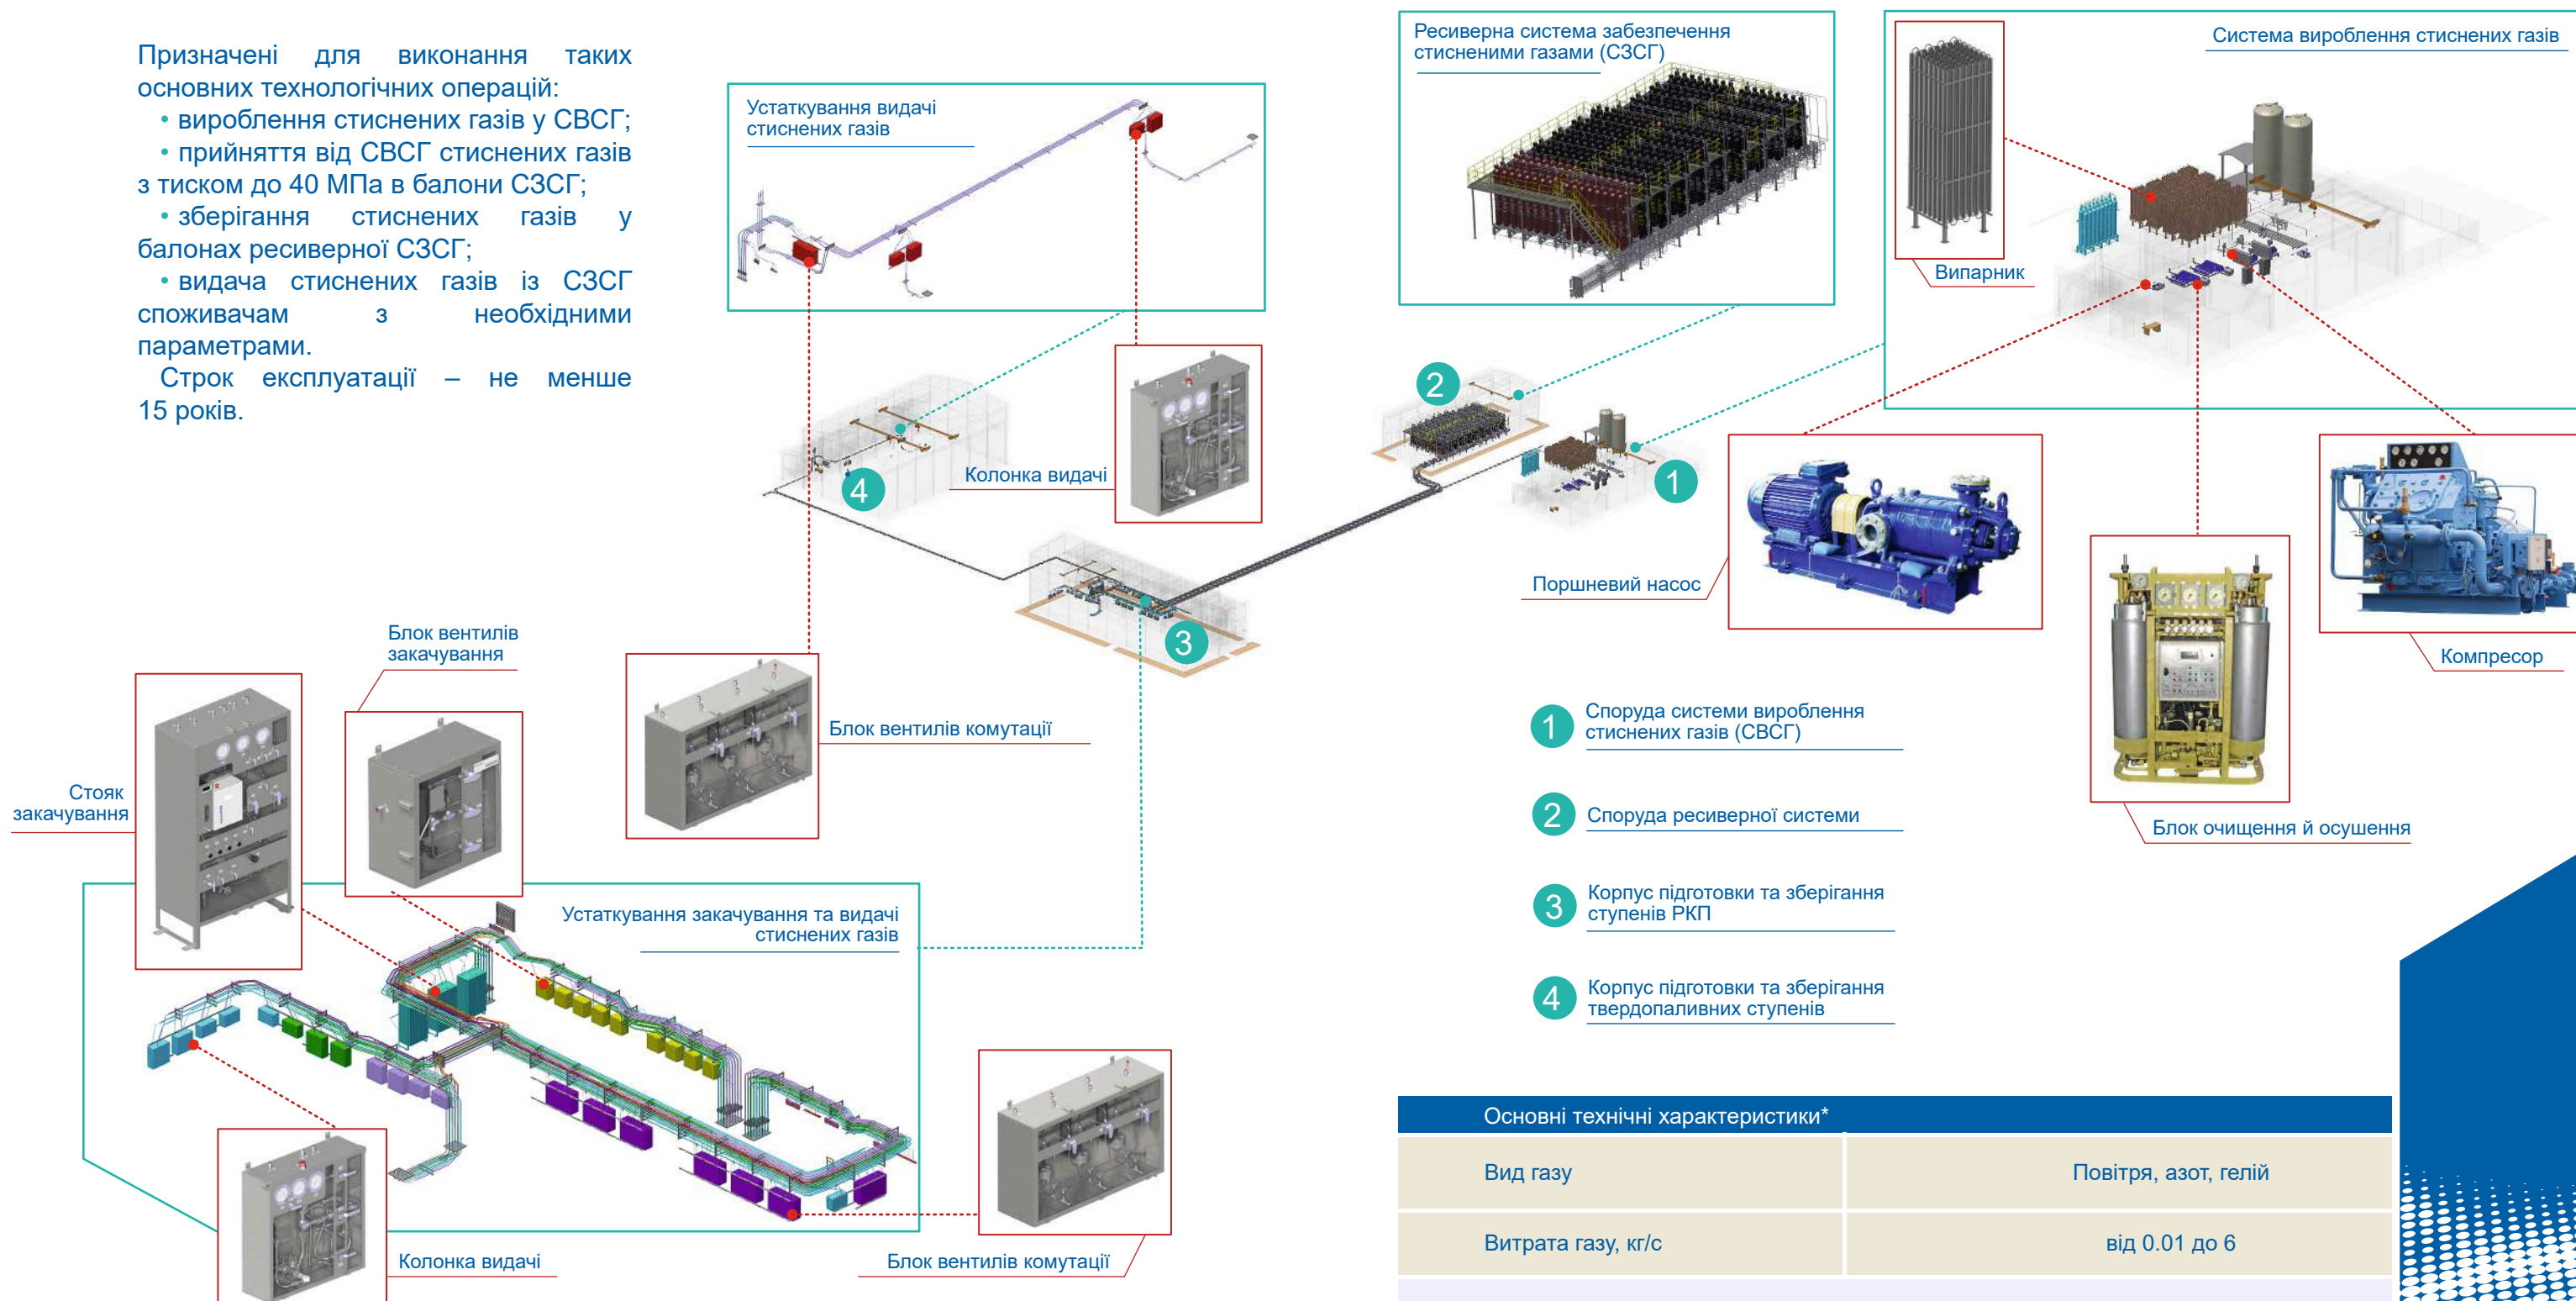 Призначені для виконання таких
основних технологічних операцій:
• вироблення стиснених газів у СВСГ;
• прийняття від СВСГ стиснених газів
з тиском до 40 МПа в балони СЗСГ;
• зберігання стиснених газів у
балонах ресиверної СЗСГ;
• видача стиснених газів із СЗСГ
споживачам з необхідними
параметрами.
Строк експлуатації – не менше
15 років.
Устаткування видачі
стиснених газів
Ресиверна система забезпечення
стисненими газами (СЗСГ)
Система вироблення стиснених газів
Випарник
Колонка видачі
2
1
4
3
Поршневий насос
Компресор
Блок очищення й осушення
Блок вентилів
закачування
Блок вентилів комутації
Стояк
закачування
Устаткування закачування та видачі
стиснених газів
Колонка видачі
Блок вентилів комутації
1 Споруда системи вироблення
стиснених газів (СВСГ)
2 Споруда ресиверної системи
3 Корпус підготовки та зберігання
ступенів РКП
4 Корпус підготовки та зберігання
твердопаливних ступенів
Основні технічні характеристики*
Вид газу Повітря, азот, гелій
Витрата газу, кг/с від 0.01 до 6